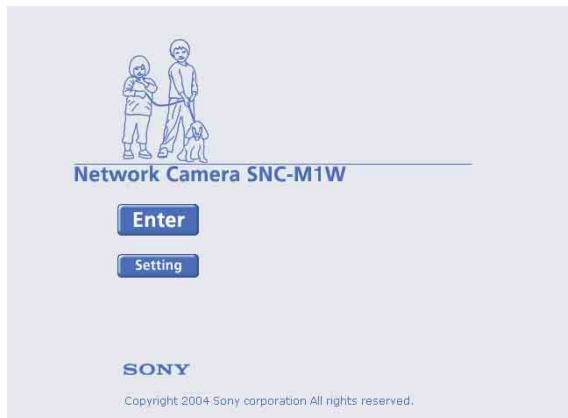 Network Camera SNC-M1W
Enter
Setting
SONY
Copyright 2004 Sony corporation All rights reserved.